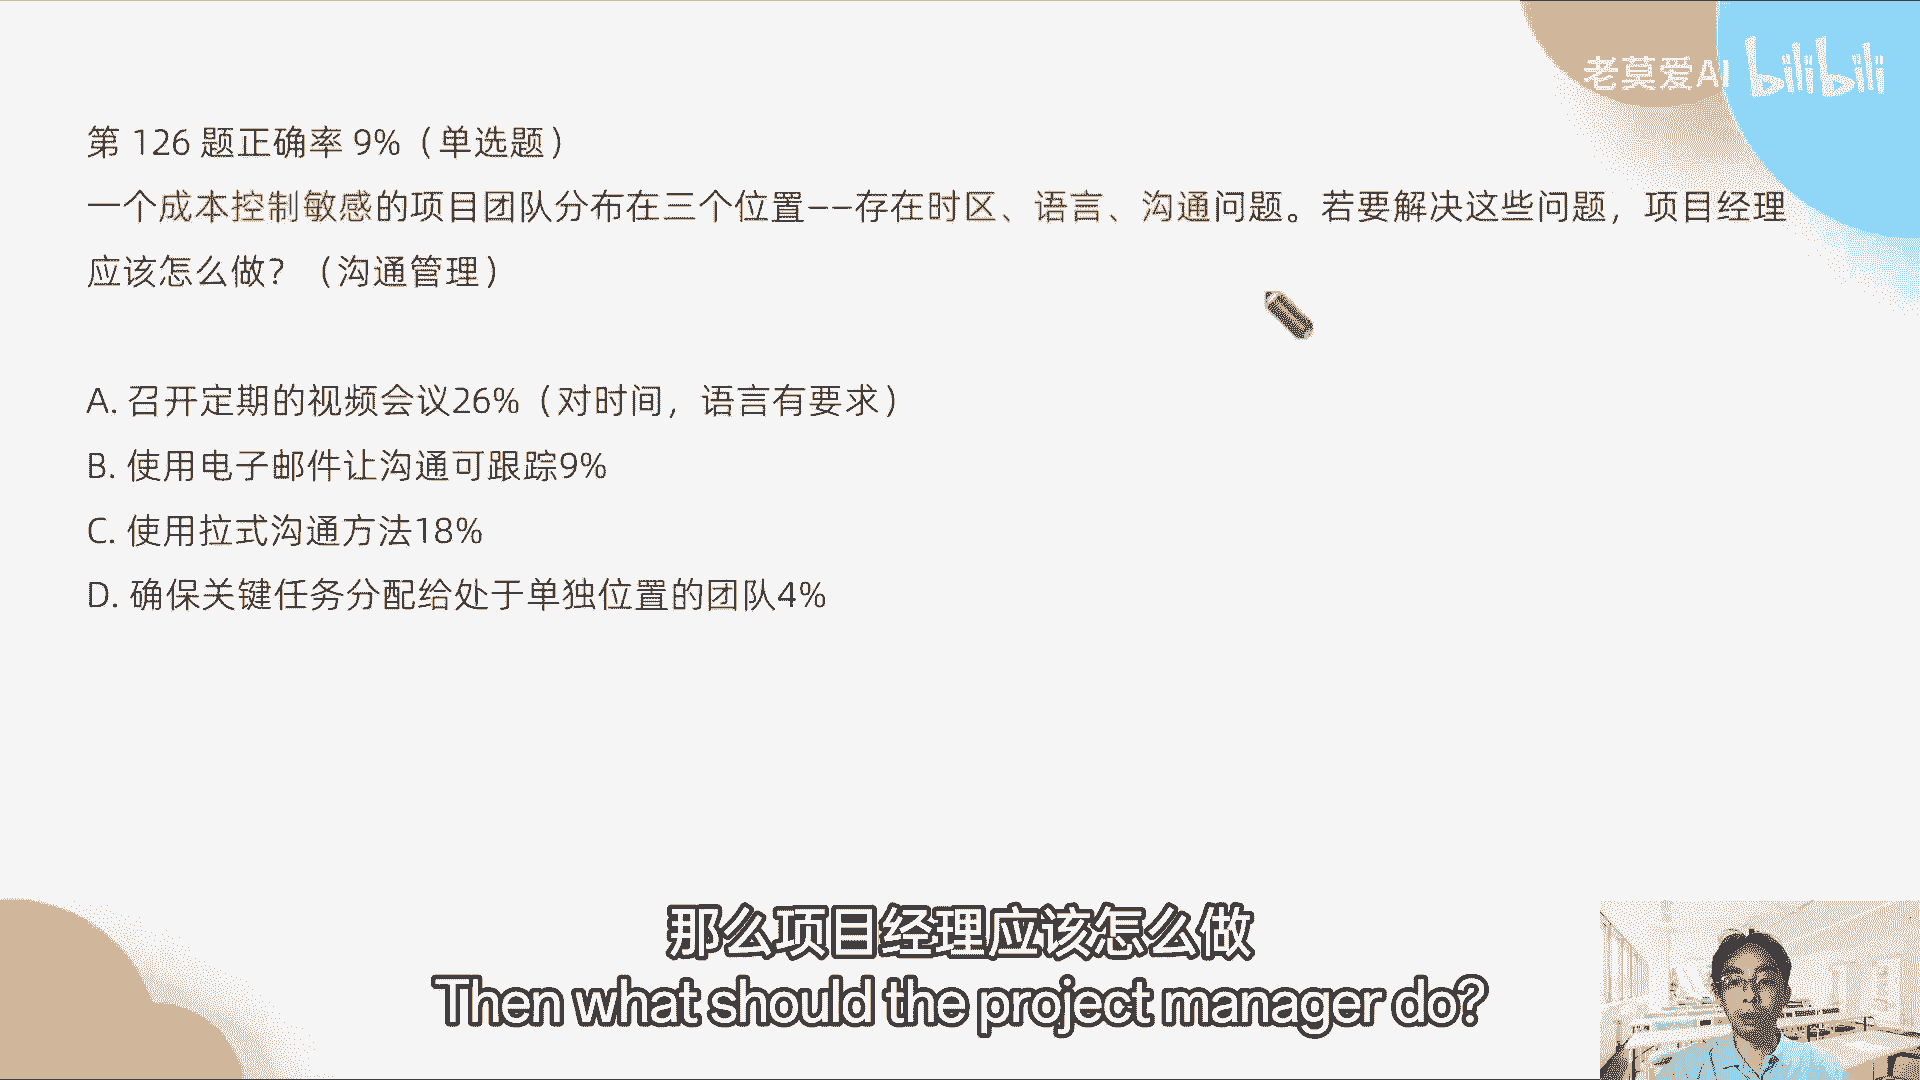 老莫爱AI bilibili
第 126 题正确率 9%（单选题）
一个成本控制敏感的项目团队分布在三个位置——存在时区、语言、沟通问题。若要解决这些问题，项目经理
应该怎么做？（沟通管理）
A. 召开定期的视频会议26%（对时间，语言有要求）
B. 使用电子邮件让沟通可跟踪9%
C. 使用拉式沟通方法18%
D. 确保关键任务分配给处于单独位置的团队4%
那么项目经理应该怎么做
Then what should the project manager do?